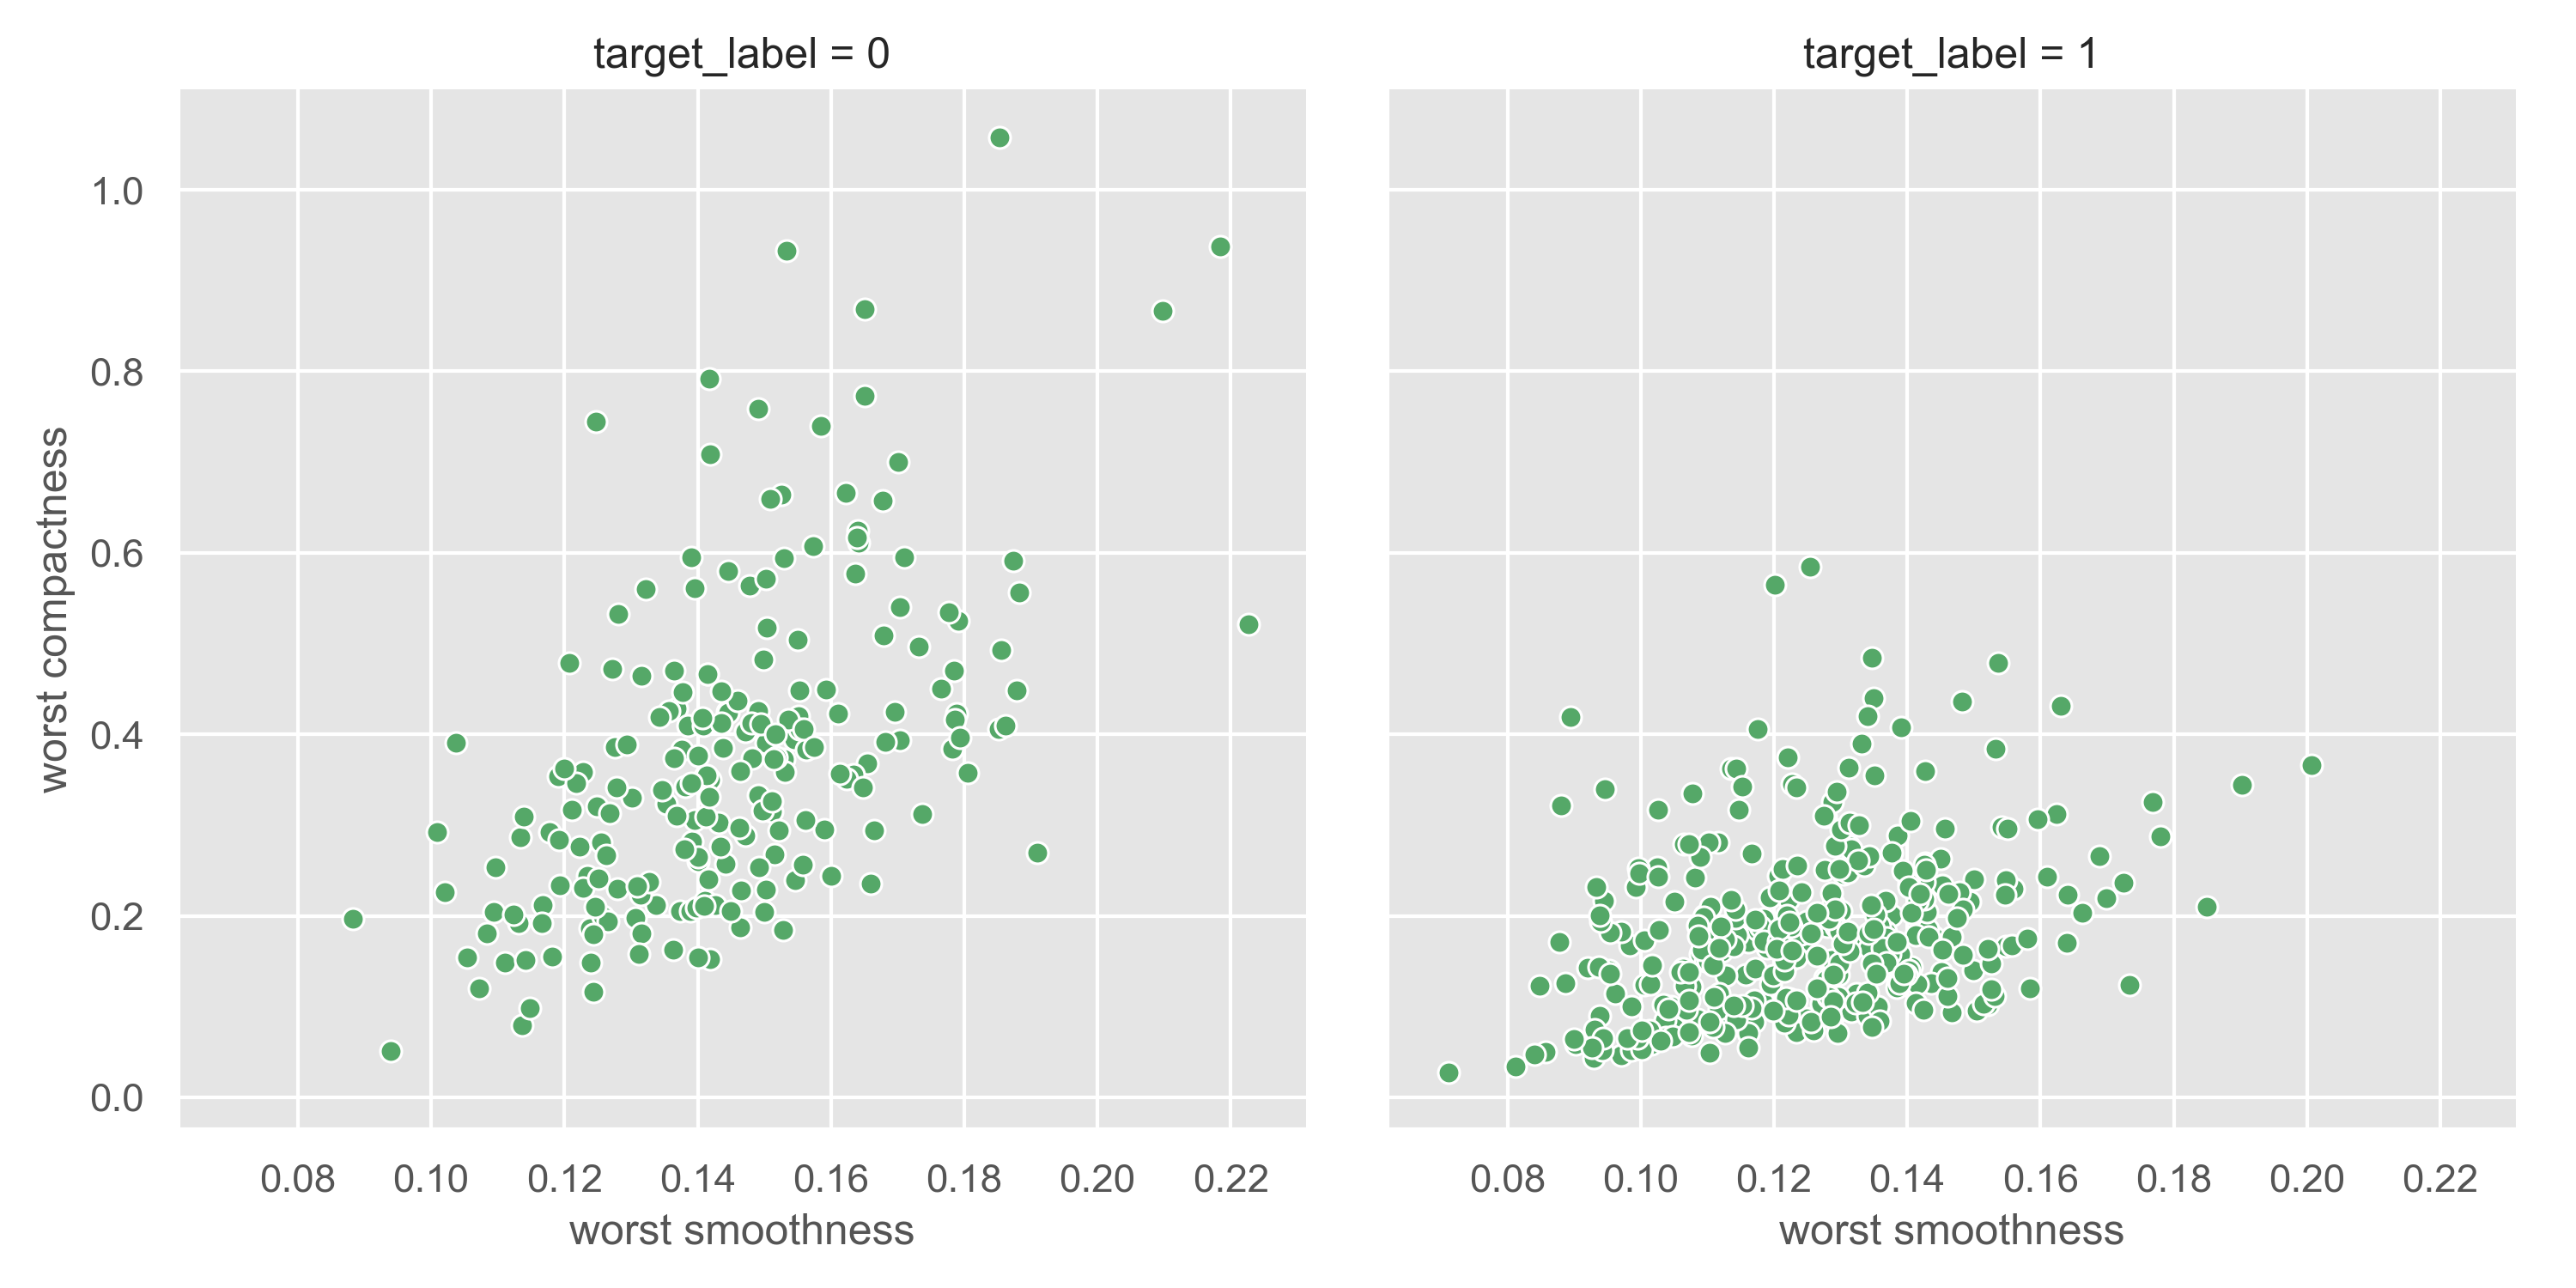 target_label = 0
target_label = 1
worst compactness
1.0
0.8
0.6
0.4
0.2
0.0
0.08 0.10 0.12 0.14 0.16 0.18 0.20 0.22
0.08 0.10 0.12 0.14 0.16 0.18 0.20 0.22
worst smoothness
worst smoothness